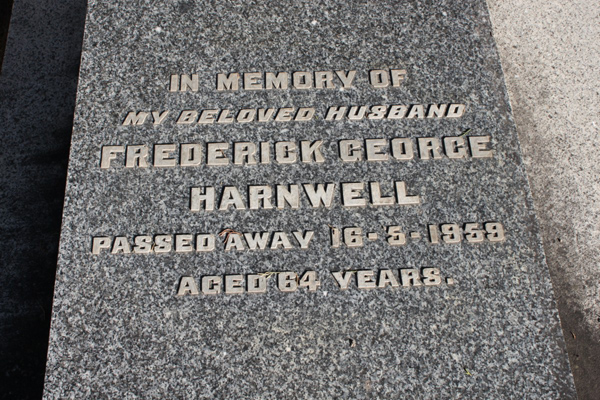 IN MEMORY OF
MY BELOVED HUSBAND
FREDERICK GEORGE
HARNWELL
PASSED AWAY 16-5-1959
AGED 64 YEARS.